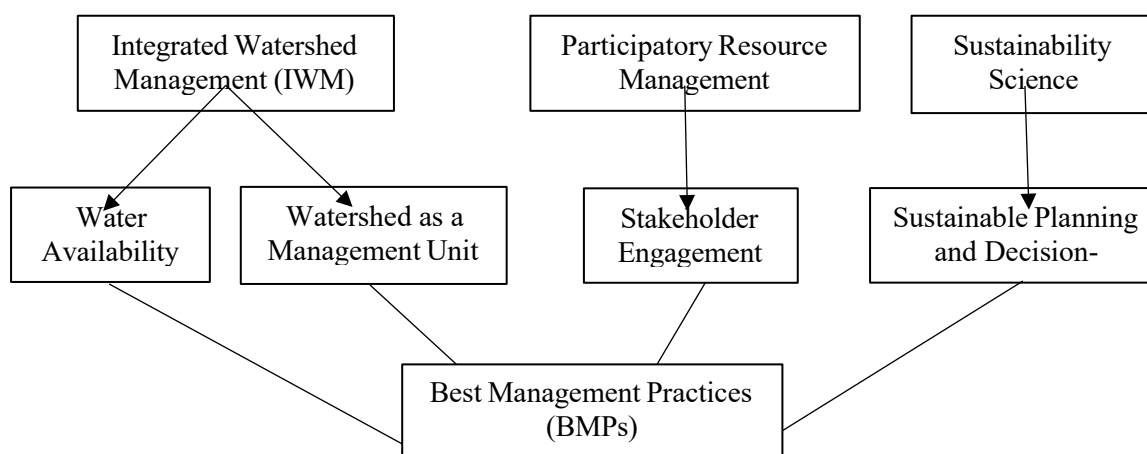 Integrated Watershed
Management (IWM)
Participatory Resource
Management
Sustainability
Science
Water
Availability
Watershed as a
Management Unit
Stakeholder
Engagement
Sustainable Planning
and Decision-
Best Management Practices
(BMPs)